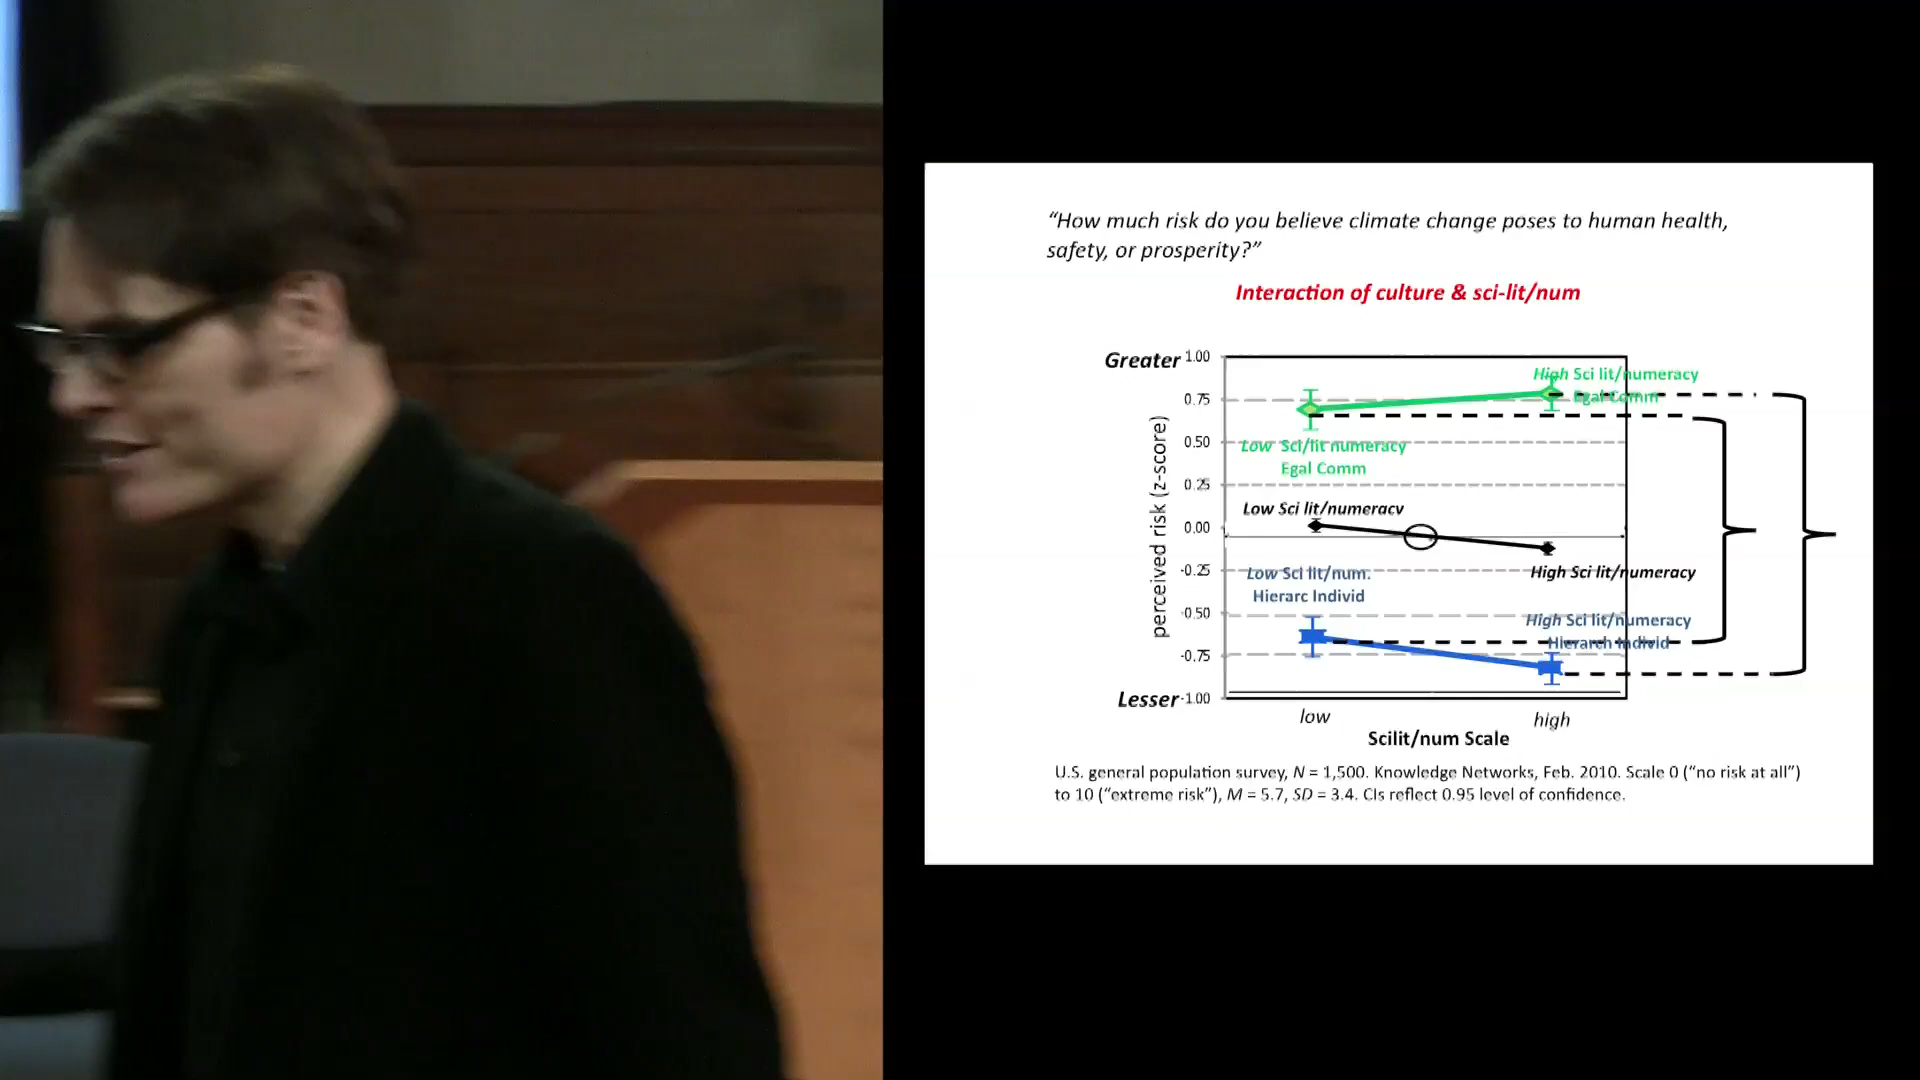 “How much risk do you believe climate change poses to human health,
safety, or prosperity?”
Interaction of culture & sci-lit/num
Greater
1.00
High Sci lit/numeracy
Egal Comm
0.75
0.50
Low Sci/lit numeracy
Egal Comm
0.25
Low Sci lit/numeracy
0.00
perceived risk (z-score)
-0.25
Low Sci lit/num.
Hierarc Individ
High Sci lit/numeracy
-0.50
High Sci lit/numeracy
Hierarch Individ
-0.75
Lesser
-1.00
low
high
Scilit/num Scale
U.S. general population survey, N = 1,500. Knowledge Networks, Feb. 2010. Scale 0 (“no risk at all”)
to 10 (“extreme risk”), M = 5.7, SD = 3.4. CIs reflect 0.95 level of confidence.